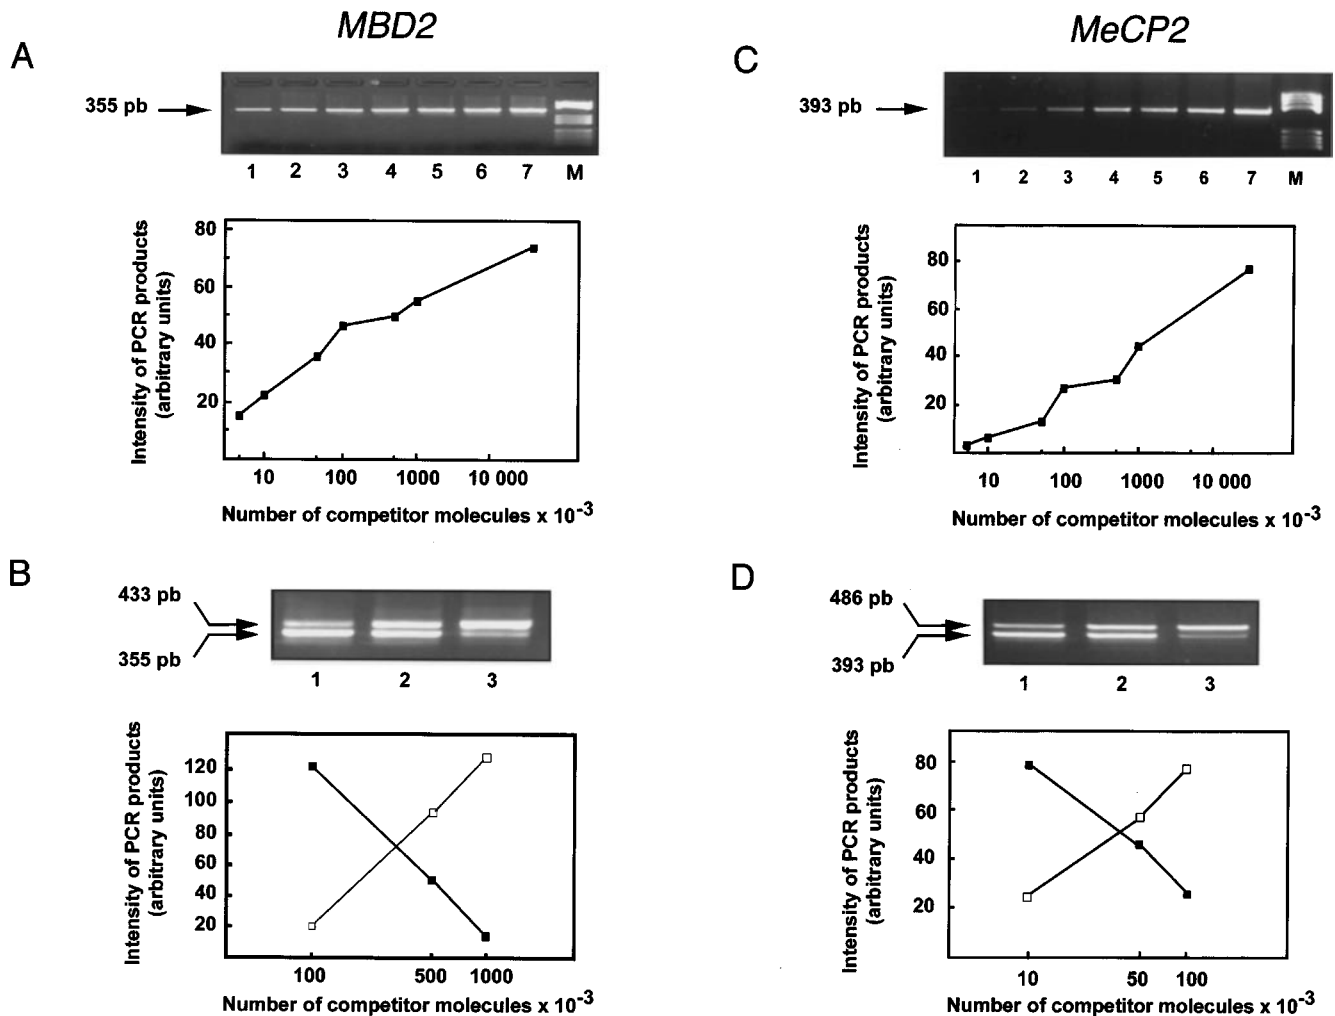 MBD2
A
355 pb
1 2 3 4 5 6 7 M
Intensity of PCR products
(arbitrary units)
80
60
40
20
10 100 1000 10 000
Number of competitor molecules x 10-3
B
433 pb
355 pb
1 2 3
Intensity of PCR products
(arbitrary units)
120
100
80
60
40
20
100 500 1000
Number of competitor molecules x 10-3
MeCP2
C
393 pb
1 2 3 4 5 6 7 M
Intensity of PCR products
(arbitrary units)
80
60
40
20
10 100 1000 10 000
Number of competitor molecules x 10-3
D
486 pb
393 pb
1 2 3
Intensity of PCR products
(arbitrary units)
80
60
40
20
10 50 100
Number of competitor molecules x 10-3